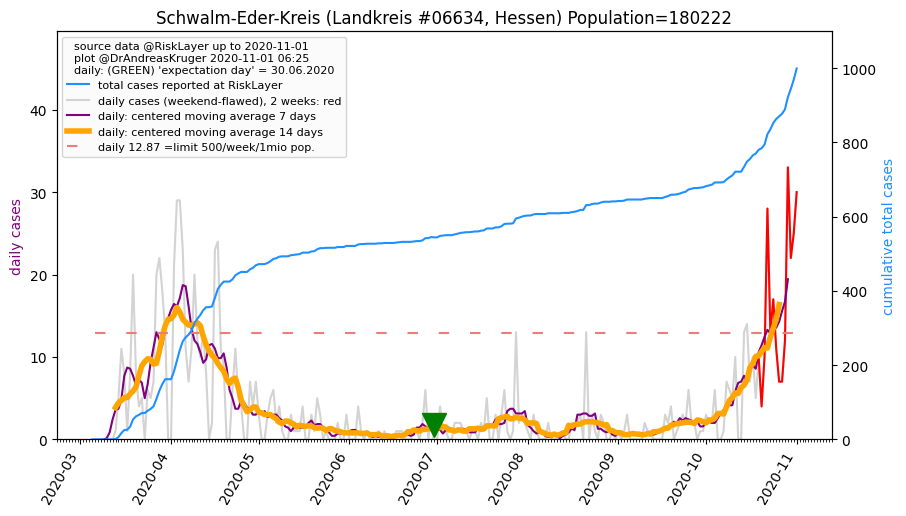 Schwalm-Eder-Kreis (Landkreis #06634, Hessen) Population=180222
source data @RiskLayer up to 2020-11-01
plot @DrAndreasKruger 2020-11-01 06:25
daily: (GREEN) 'expectation day' = 30.06.2020
total cases reported at RiskLayer
daily cases (weekend-flawed), 2 weeks: red
daily: centered moving average 7 days
daily: centered moving average 14 days
daily 12.87 =limit 500/week/1mio pop.
daily cases
40
30
20
10
0
cumulative total cases
1000
800
600
400
200
0
2020-03
2020-04
2020-05
2020-06
2020-07
2020-08
2020-09
2020-10
2020-11